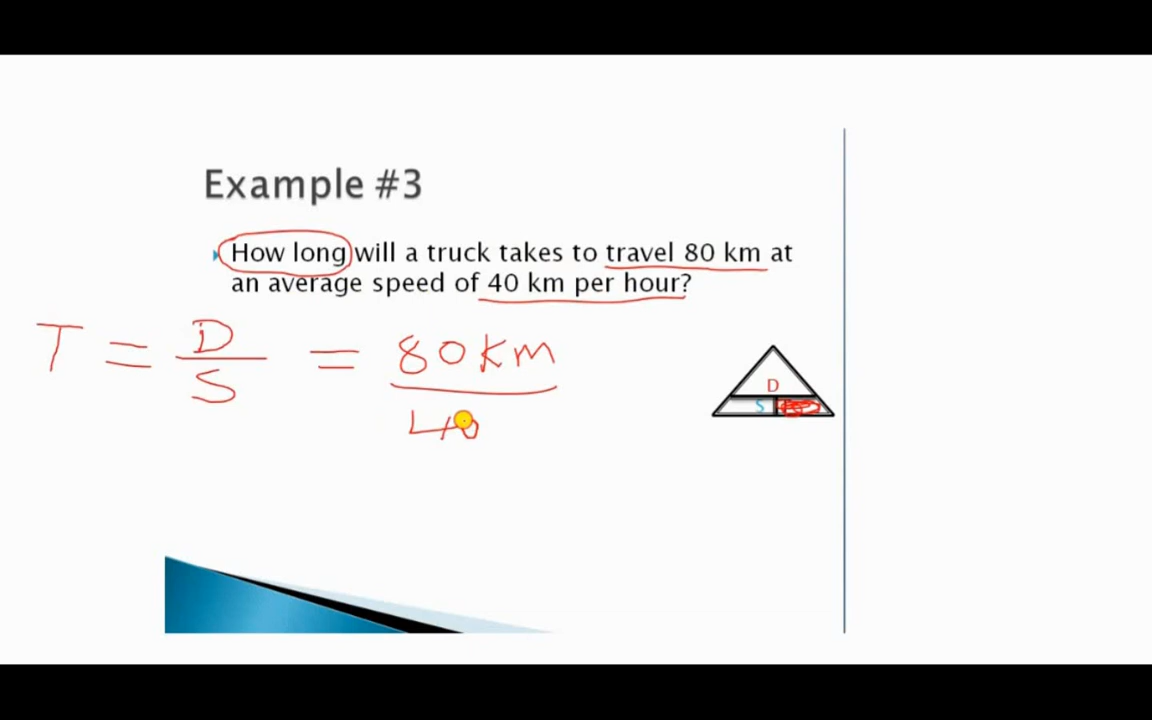 Example #3
How long will a truck takes to travel 80 km at
an average speed of 40 km per hour?
T = D/S = 80km/40
D
S